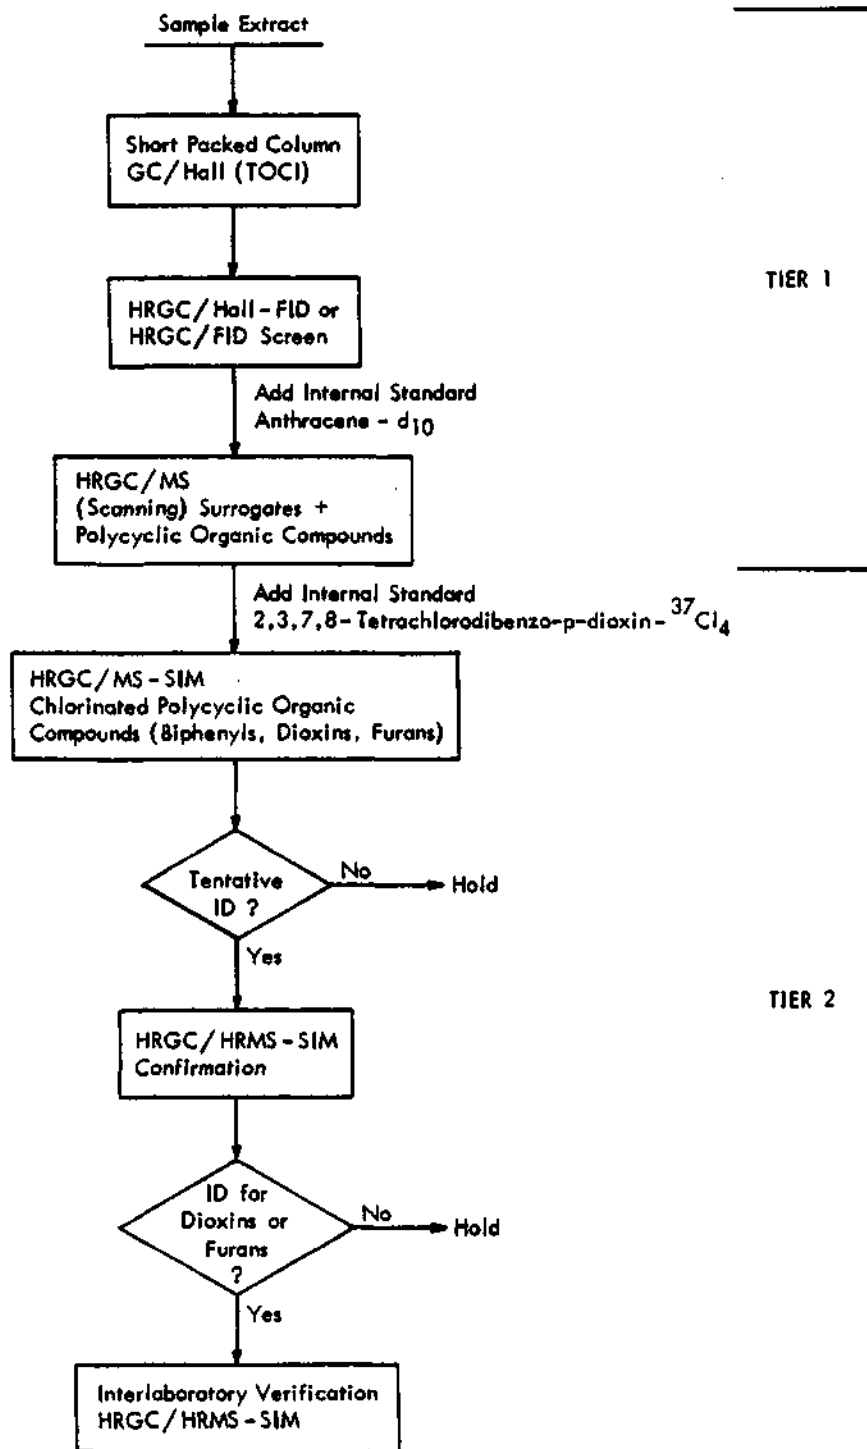 Sample Extract
Short Packed Column
GC/Hall (TOCl)
TIER 1
HRGC/Hall-FID or
HRGC/FID Screen
Add Internal Standard
Anthracene - d10
HRGC/MS
(Scanning) Surrogates +
Polycyclic Organic Compounds
Add Internal Standard
2,3,7,8-Tetrachlorodibenzo-p-dioxin-37Cl4
HRGC/MS-SIM
Chlorinated Polycyclic Organic
Compounds (Biphenyls, Dioxins, Furans)
Tentative
ID ?
No
Hold
Yes
TIER 2
HRGC/HRMS-SIM
Confirmation
ID for
Dioxins or
Furans
?
No
Hold
Yes
Interlaboratory Verification
HRGC/HRMS-SIM